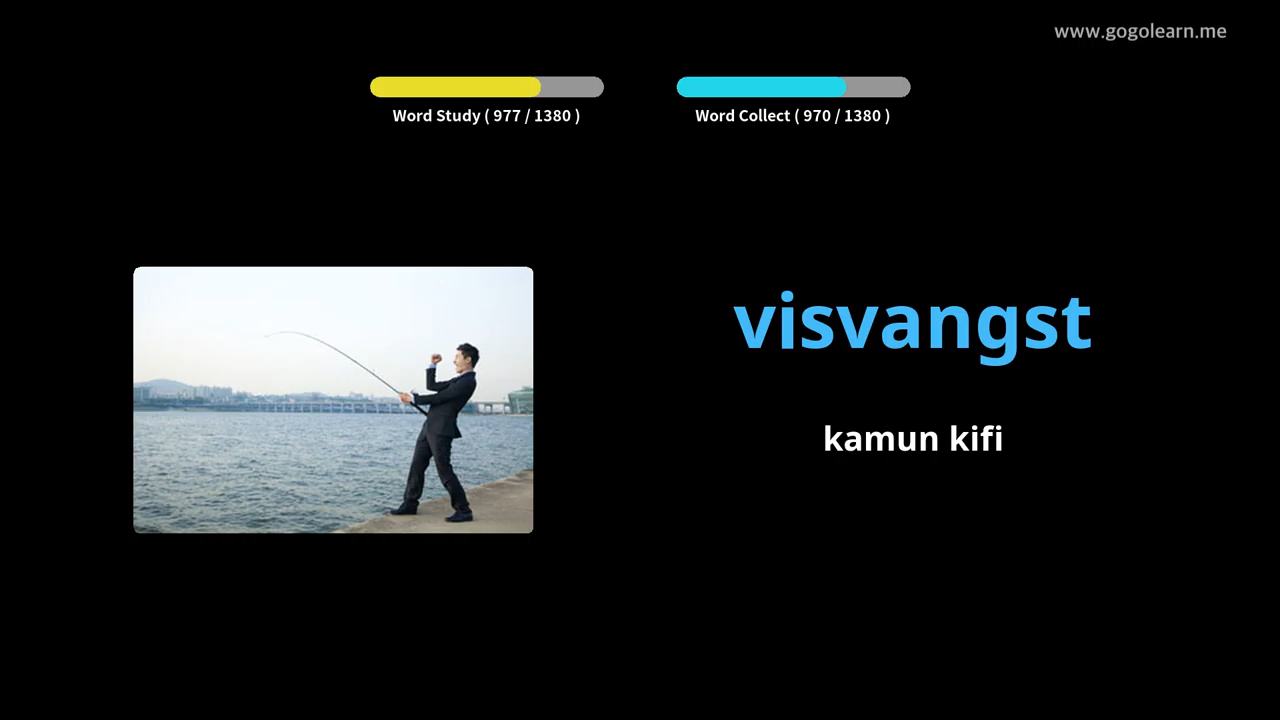 www.gogolearn.me
Word Study ( 977 / 1380 )
Word Collect ( 970 / 1380 )
visvangst
kamun kifi